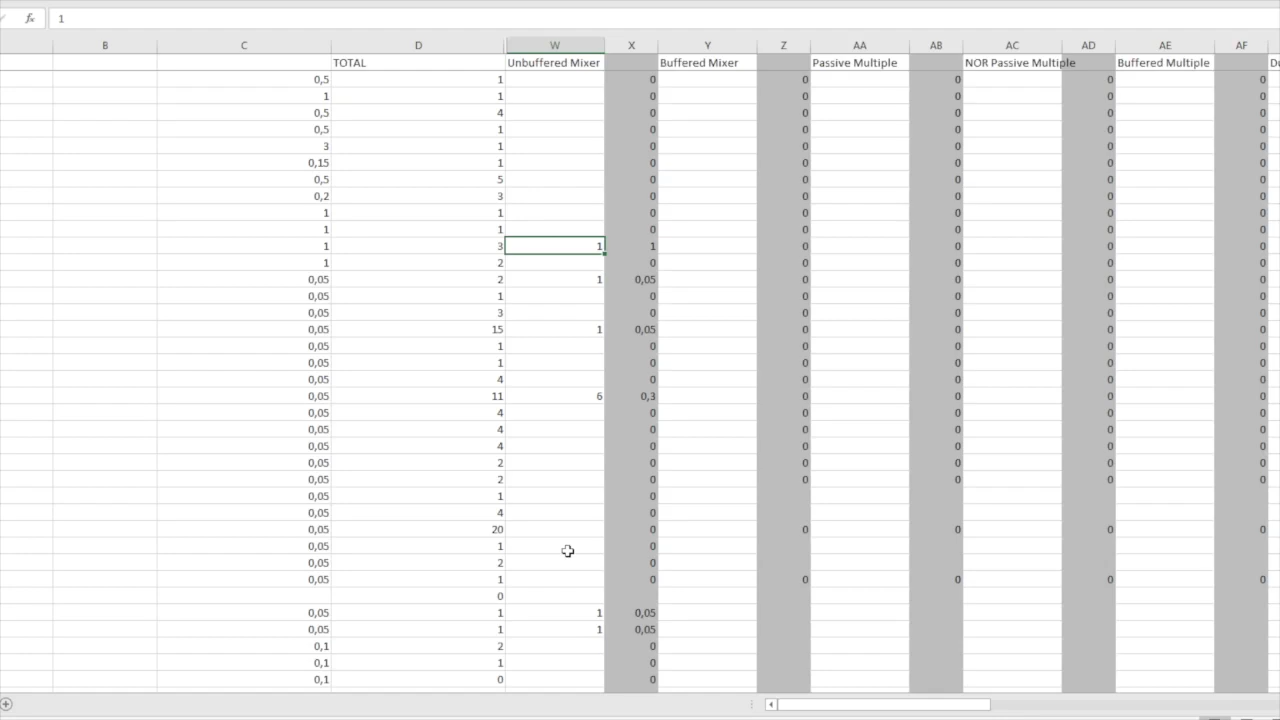 fx 1
B C D W X Y Z AA AB AC AD AE AF
TOTAL Unbuffered Mixer Buffered Mixer Passive Multiple NOR Passive Multiple Buffered Multiple
0,5 1 0 0 0 0 0
1 1 0 0 0 0 0
0,5 4 0 0 0 0 0
0,5 1 0 0 0 0 0
3 1 0 0 0 0 0
0,15 1 0 0 0 0 0
0,5 5 0 0 0 0 0
0,2 3 0 0 0 0 0
1 1 0 0 0 0 0
1 1 0 0 0 0 0
1 3 1 1 0 0 0 0
1 2 0 0 0 0 0
0,05 2 1 0,05 0 0 0 0
0,05 1 0 0 0 0 0
0,05 3 0 0 0 0 0
0,05 15 1 0,05 0 0 0 0
0,05 1 0 0 0 0 0
0,05 1 0 0 0 0 0
0,05 4 0 0 0 0 0
0,05 11 6 0,3 0 0 0 0
0,05 4 0 0 0 0 0
0,05 4 0 0 0 0 0
0,05 4 0 0 0 0 0
0,05 2 0 0 0 0 0
0,05 2 0 0 0 0 0
0,05 1 0
0,05 4 0
0,05 20 0 0 0 0 0
0,05 1 0
0,05 2 0
0,05 1 0 0 0 0 0
0
0,05 1 1 0,05
0,05 1 1 0,05
0,1 2 0
0,1 1 0
0,1 0 0